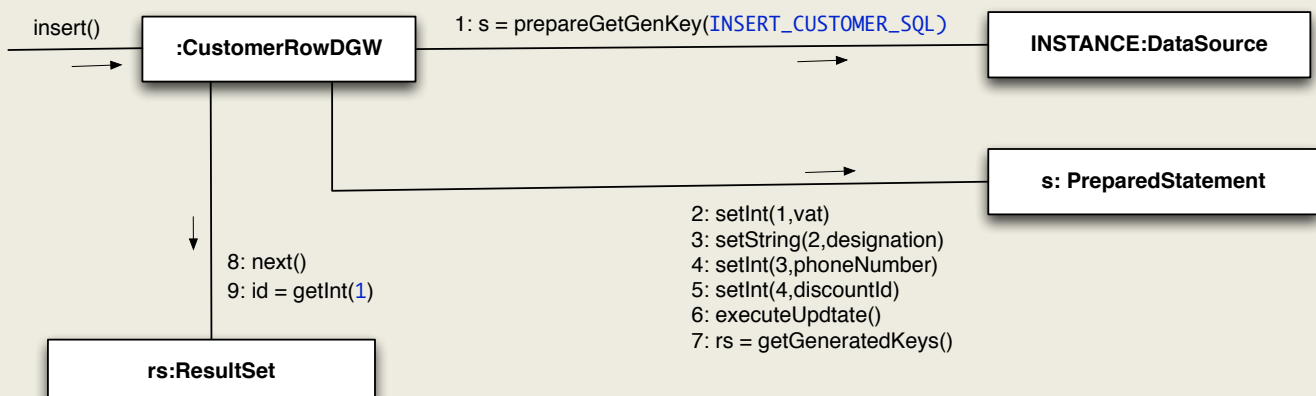 insert()
:CustomerRowDGW
1: s = prepareGetGenKey(INSERT_CUSTOMER_SQL)
INSTANCE:DataSource
s: PreparedStatement
2: setInt(1,vat)
3: setString(2,designation)
4: setInt(3,phoneNumber)
5: setInt(4,discountId)
6: executeUpdtate()
7: rs = getGeneratedKeys()
8: next()
9: id = getInt(1)
rs:ResultSet